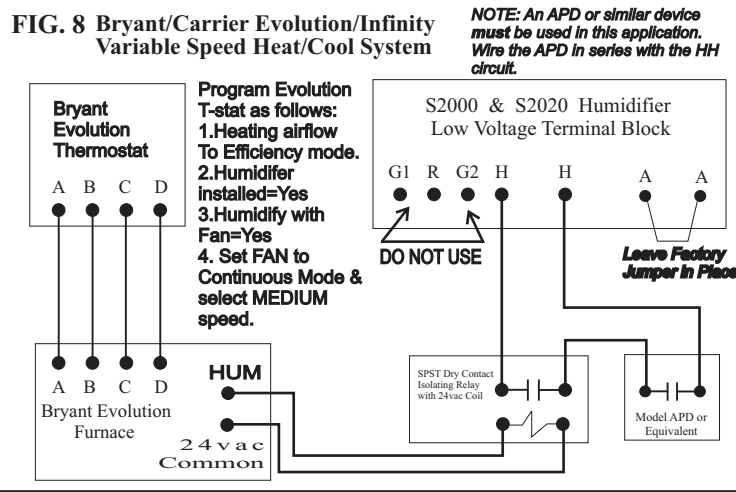 FIG. 8 Bryant/Carrier Evolution/Infinity
Variable Speed Heat/Cool System
NOTE: An APD or similar device
must be used in this application.
Wire the APD in series with the HH
circuit.
Bryant
Evolution
Thermostat
A B C D
Program Evolution
T-stat as follows:
1.Heating airflow
To Efficiency mode.
2.Humidifer
installed=Yes
3.Humidify with
Fan=Yes
4. Set FAN to
Continuous Mode &
select MEDIUM
speed.
S2000 & S2020 Humidifier
Low Voltage Terminal Block
G1 R G2 H H A A
DO NOT USE
Leave Factory
Jumper In Place
A B C D
Bryant Evolution
Furnace
HUM
24vac
Common
SPST Dry Contact
Isolating Relay
with 24vac Coil
Model APD or
Equivalent